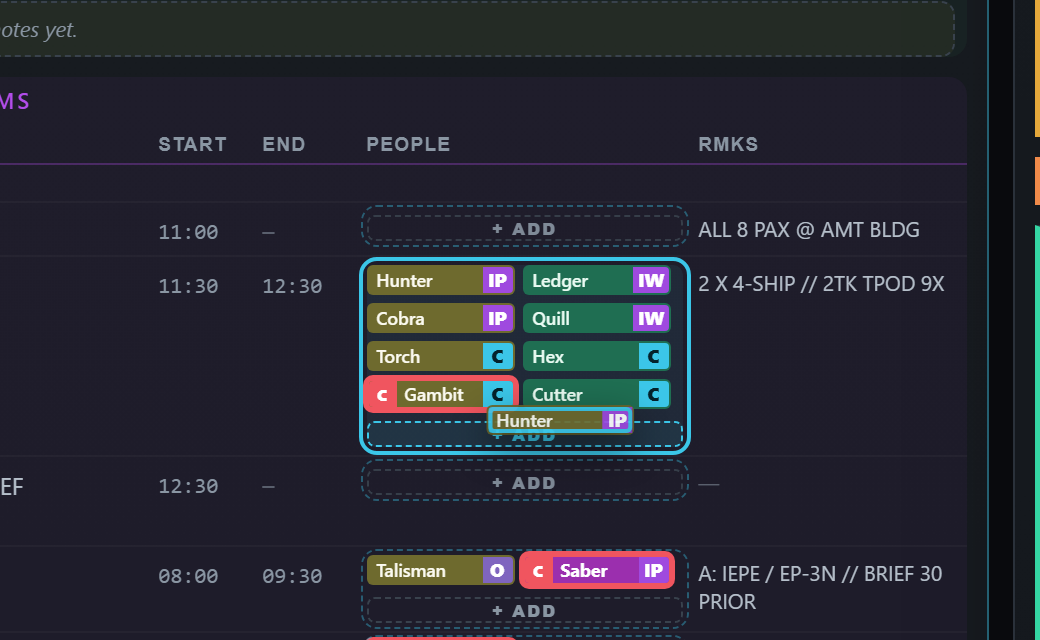 otes yet.
MS
START END PEOPLE RMKS
11:00 — + ADD ALL 8 PAX @ AMT BLDG
11:30 12:30 Hunter IP Ledger IW 2 X 4-SHIP // 2TK TPOD 9X
Cobra IP Quill IW
Torch C Hex C
C Gambit C Cutter C
Hunter IP
+ ADD
EF 12:30 — + ADD —
08:00 09:30 Talisman O C Saber IP A: IEPE / EP-3N // BRIEF 30
PRIOR
+ ADD